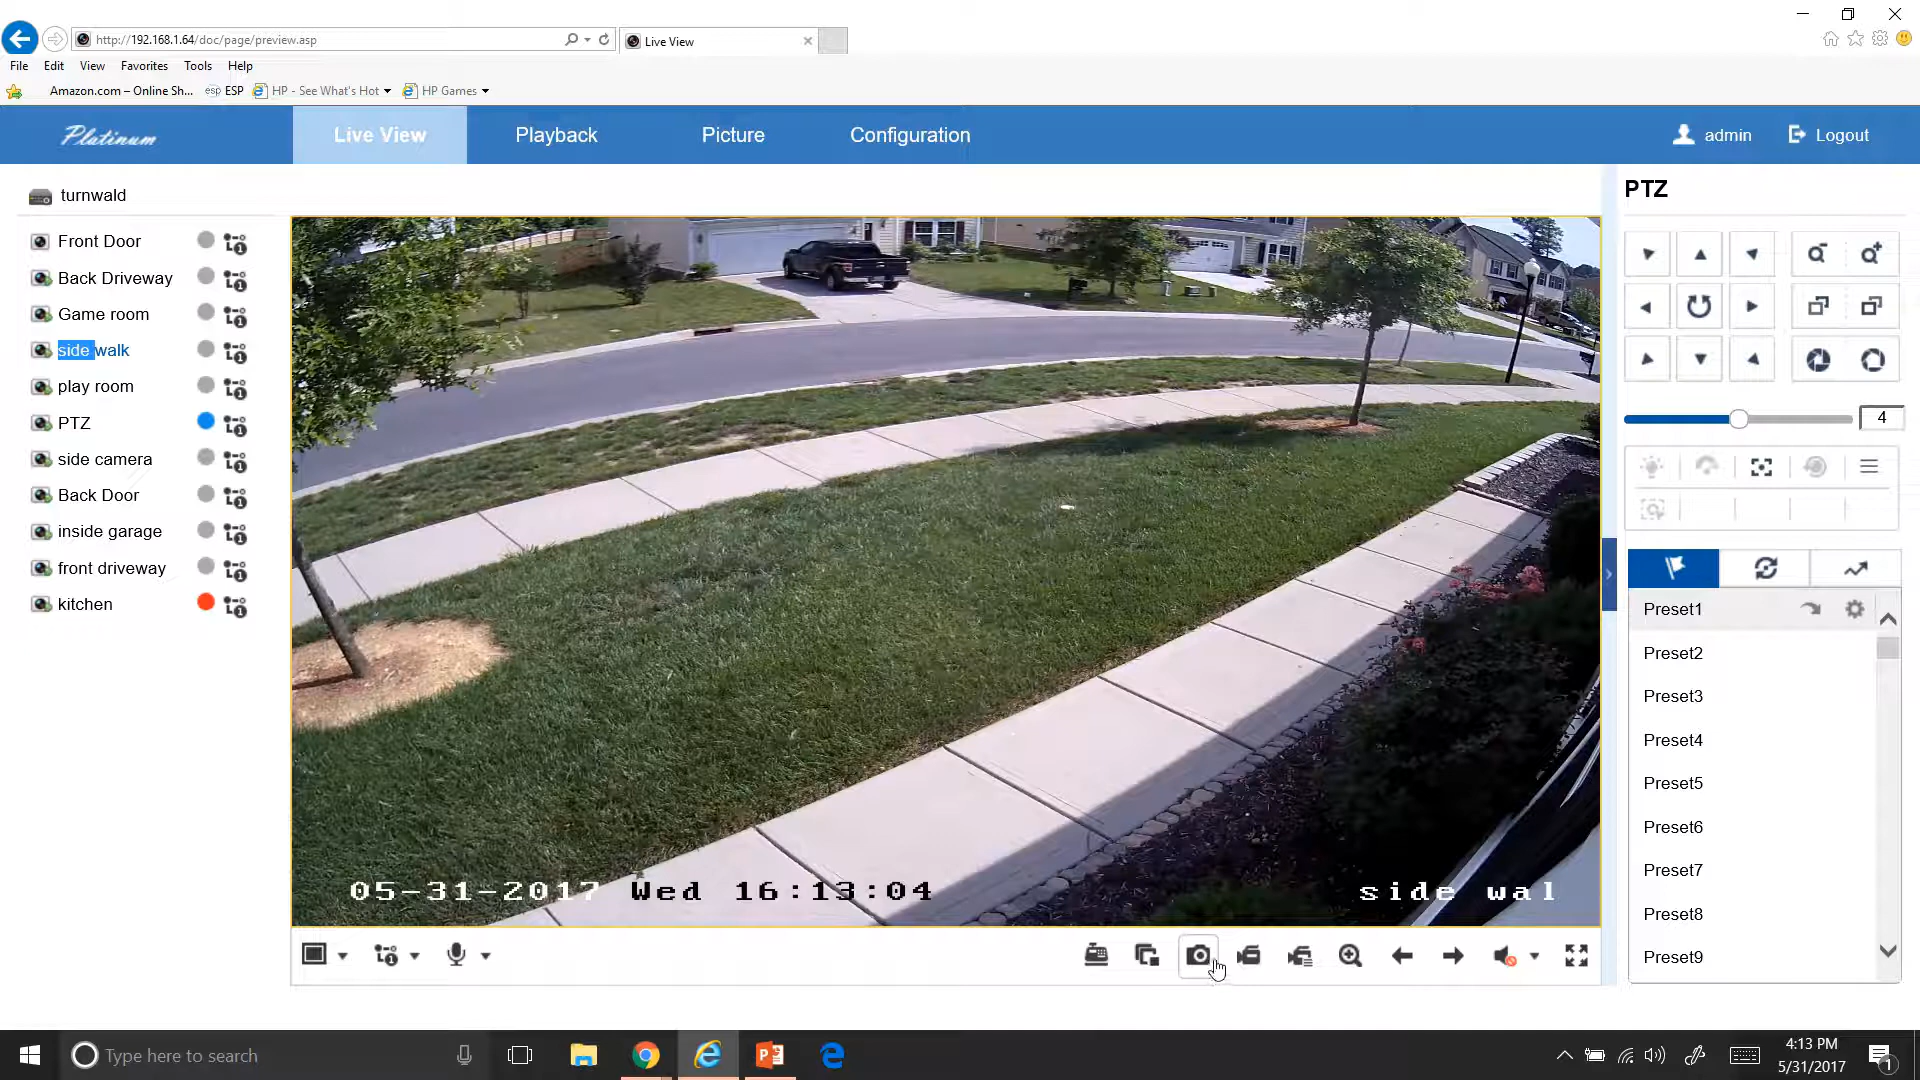 http://192.168.1.64/doc/page/preview.asp
Live View
File Edit View Favorites Tools Help
Amazon.com – Online Sh... esp ESP HP - See What's Hot HP Games
Platinum
Live View Playback Picture Configuration admin Logout
turnwald
PTZ
Front Door
Back Driveway
Game room
side walk
play room
PTZ
side camera
Back Door
inside garage
front driveway
kitchen
4
Preset1
Preset2
Preset3
Preset4
Preset5
Preset6
Preset7
Preset8
Preset9
05-31-2017 Wed 16:13:04 side wal
Type here to search
4:13 PM
5/31/2017
1